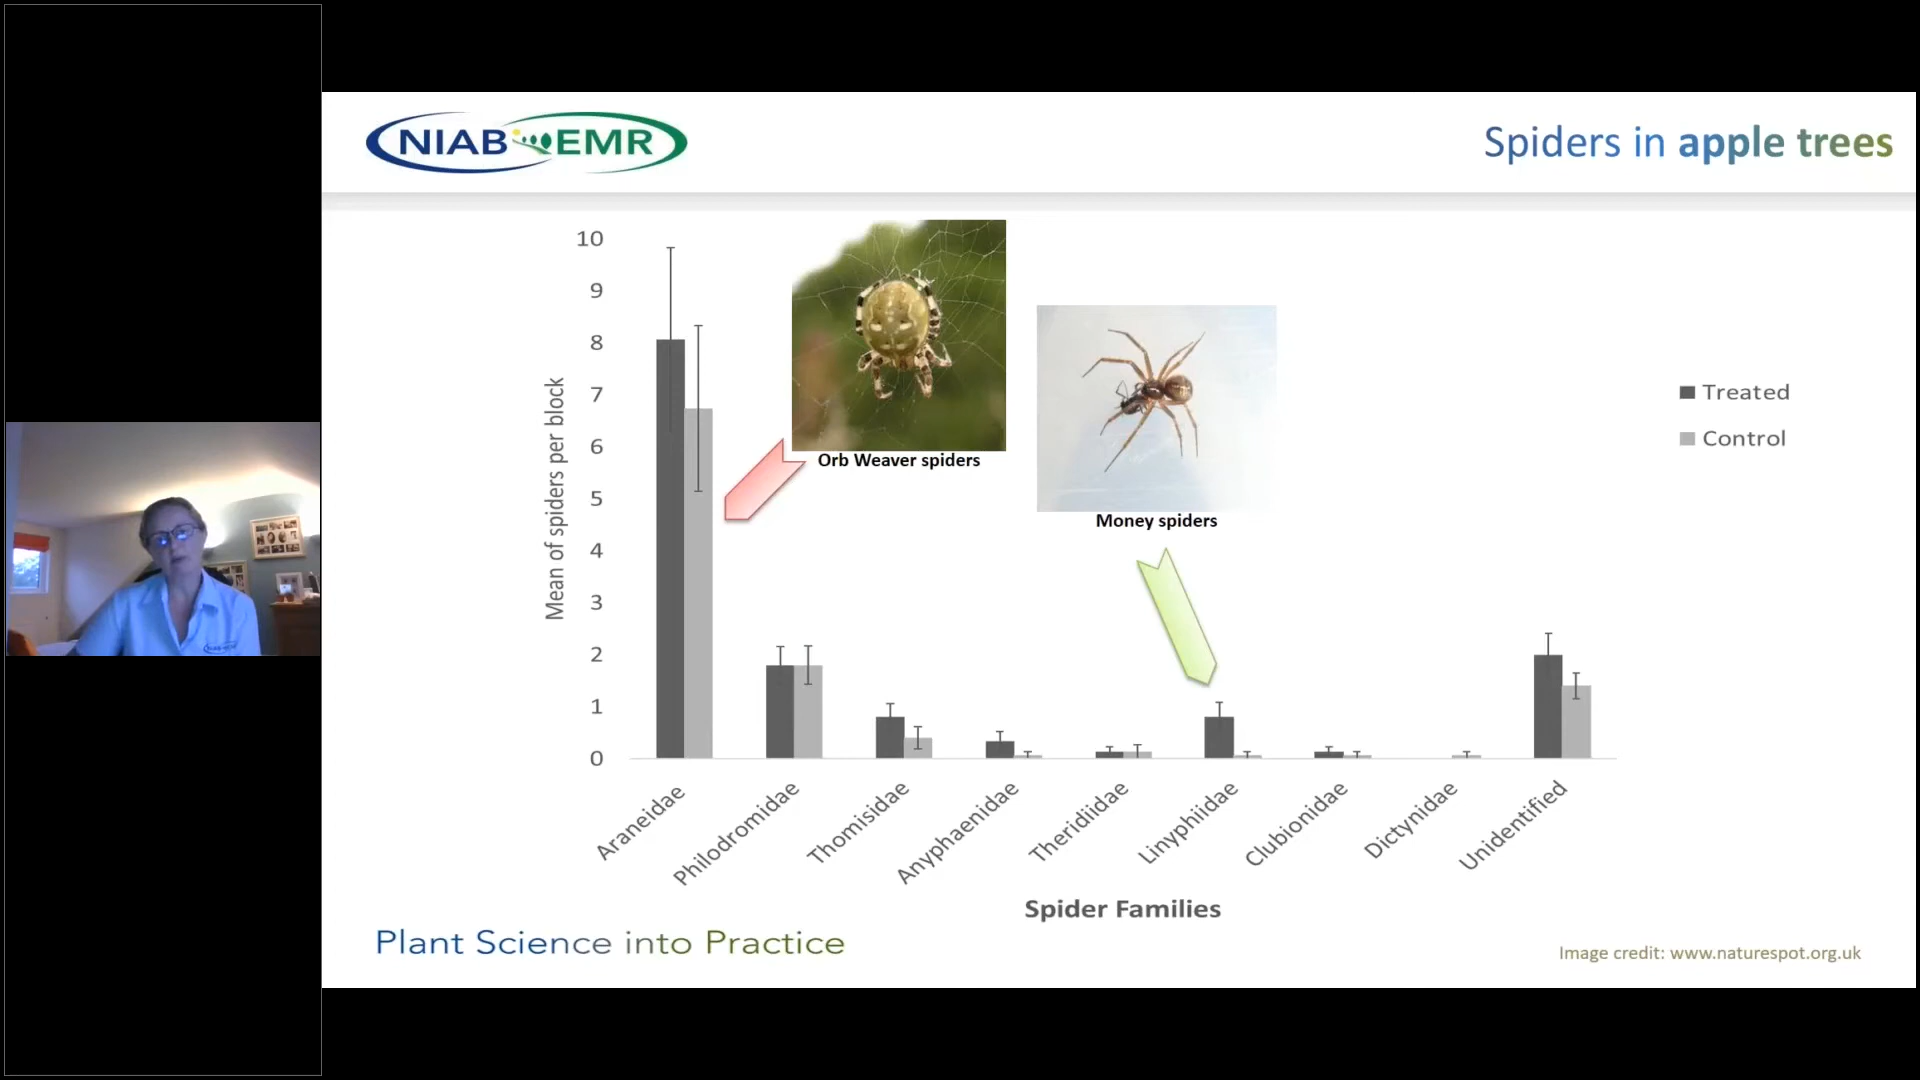 NIAB EMR
Spiders in apple trees
10
9
8
7
6
5
4
3
2
1
0
Mean of spiders per block
Orb Weaver spiders
Money spiders
Treated
Control
Araneidae
Philodromidae
Thomisidae
Anyphaenidae
Theridiidae
Linyphiidae
Clubionidae
Dictynidae
Unidentified
Spider Families
Plant Science into Practice
Image credit: www.naturespot.org.uk
NIAB EMR